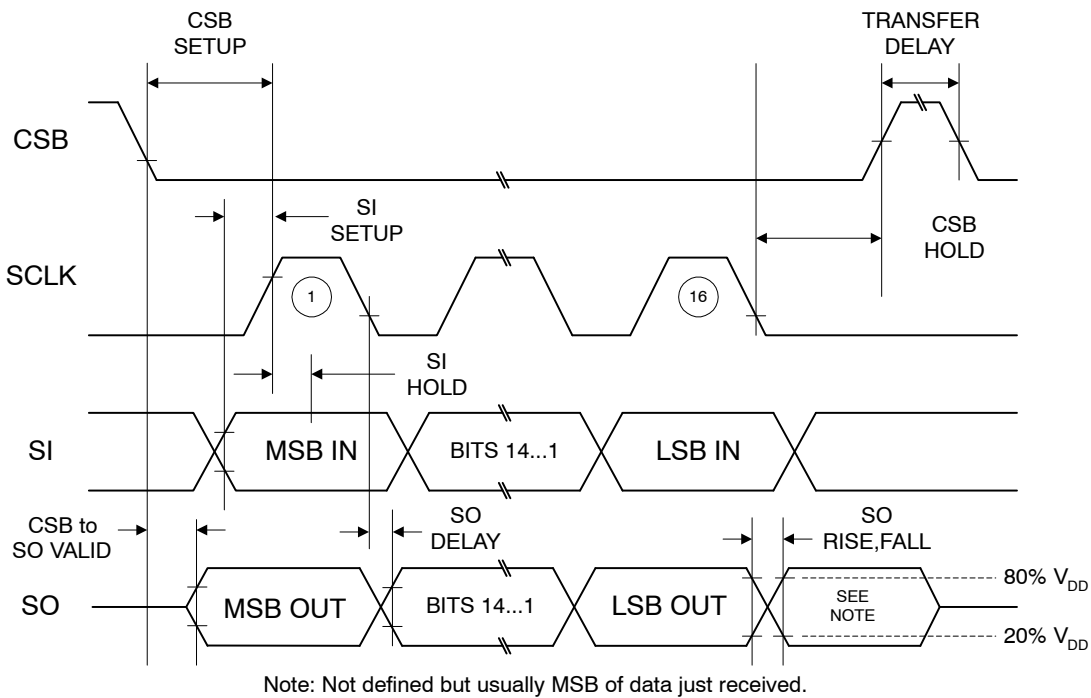 CSB
SETUP
TRANSFER
DELAY
CSB
SI
SETUP
CSB
HOLD
SCLK
1
16
SI
HOLD
SI
MSB IN
BITS 14...1
LSB IN
CSB to
SO VALID
SO
DELAY
SO
RISE,FALL
SO
MSB OUT
BITS 14...1
LSB OUT
SEE
NOTE
80% VDD
20% VDD
Note: Not defined but usually MSB of data just received.